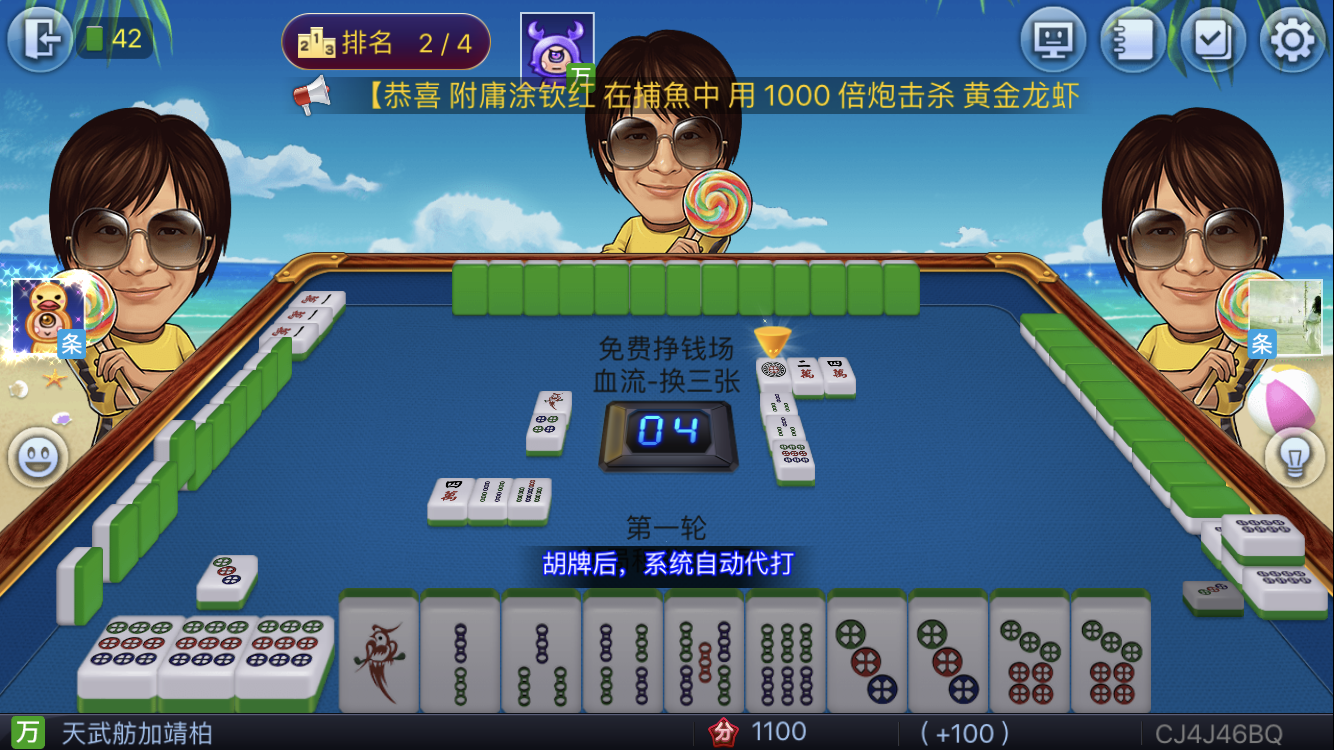 42
排名 2 / 4
万
【恭喜 附庸涂钦红 在捕魚中 用 1000 倍炮击杀 黄金龙虾
条
条
免费挣钱场
血流-换三张
04
第一轮
胡牌后，系统自动代打
万 天武舫加靖柏
分 1100
( +100 )
CJ4J46BQ